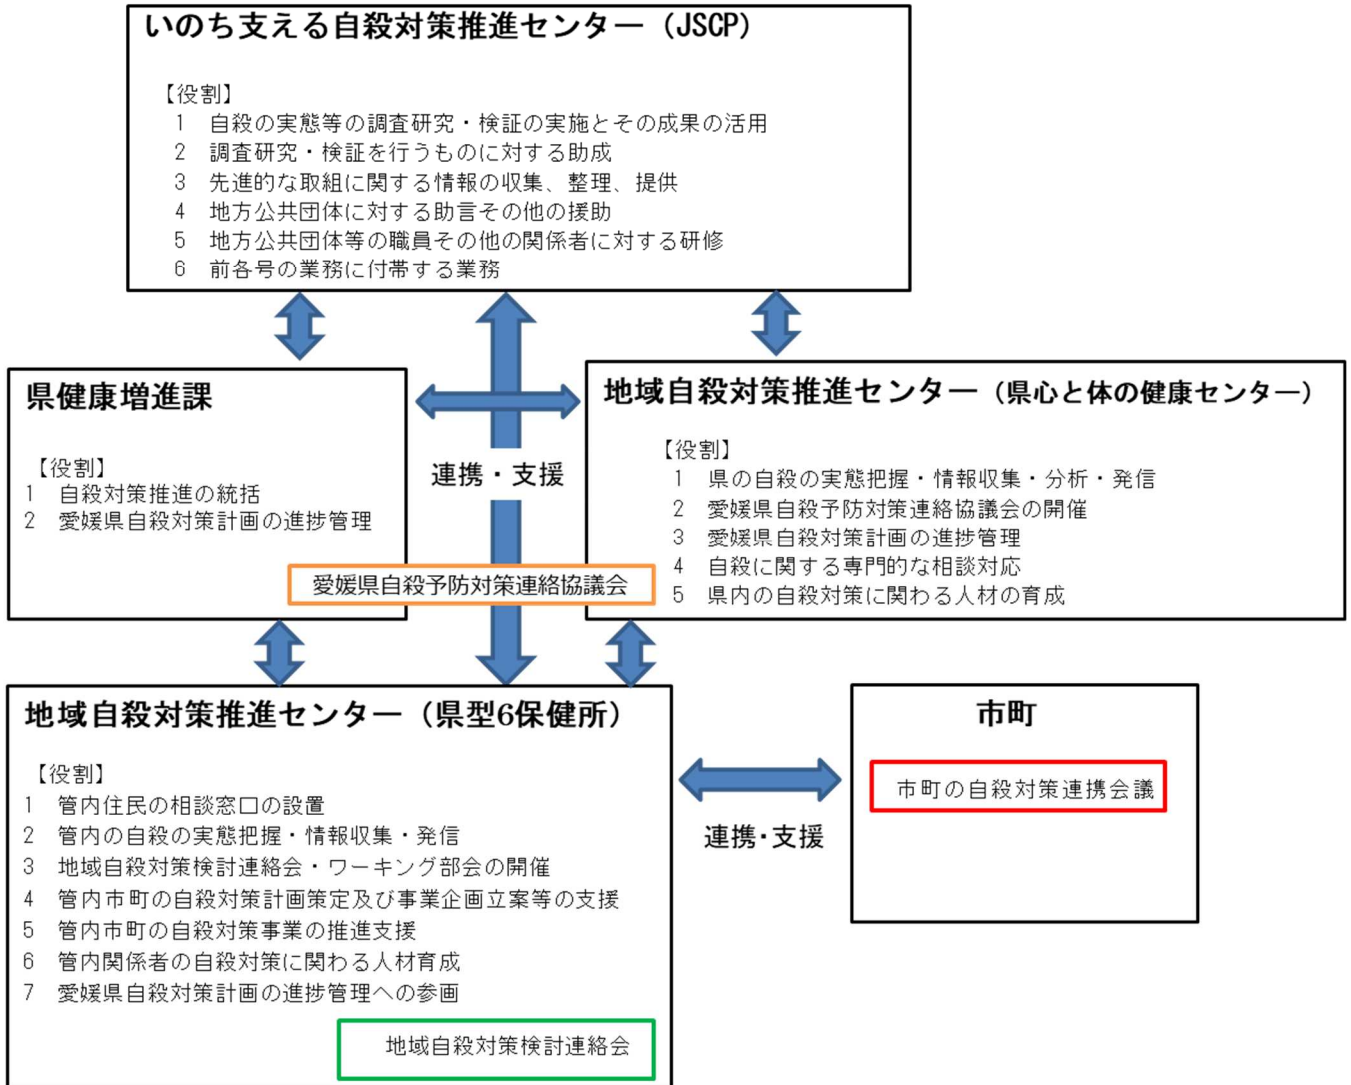 いのち支える自殺対策推進センター（JSCP）
【役割】
1 自殺の実態等の調査研究・検証の実施とその成果の活用
2 調査研究・検証を行うものに対する助成
3 先進的な取組に関する情報の収集、整理、提供
4 地方公共団体に対する助言その他の援助
5 地方公共団体等の職員その他の関係者に対する研修
6 前各号の業務に付帯する業務
県健康増進課
【役割】
1 自殺対策推進の統括
2 愛媛県自殺対策計画の進捗管理
連携・支援
地域自殺対策推進センター（県心と体の健康センター）
【役割】
1 県の自殺の実態把握・情報収集・分析・発信
2 愛媛県自殺予防対策連絡協議会の開催
3 愛媛県自殺対策計画の進捗管理
4 自殺に関する専門的な相談対応
5 県内の自殺対策に関わる人材の育成
愛媛県自殺予防対策連絡協議会
地域自殺対策推進センター（県型6保健所）
【役割】
1 管内住民の相談窓口の設置
2 管内の自殺の実態把握・情報収集・発信
3 地域自殺対策検討連絡会・ワーキング部会の開催
4 管内市町の自殺対策計画策定及び事業企画立案等の支援
5 管内市町の自殺対策事業の推進支援
6 管内関係者の自殺対策に関わる人材育成
7 愛媛県自殺対策計画の進捗管理への参画
地域自殺対策検討連絡会
連携・支援
市町
市町の自殺対策連携会議